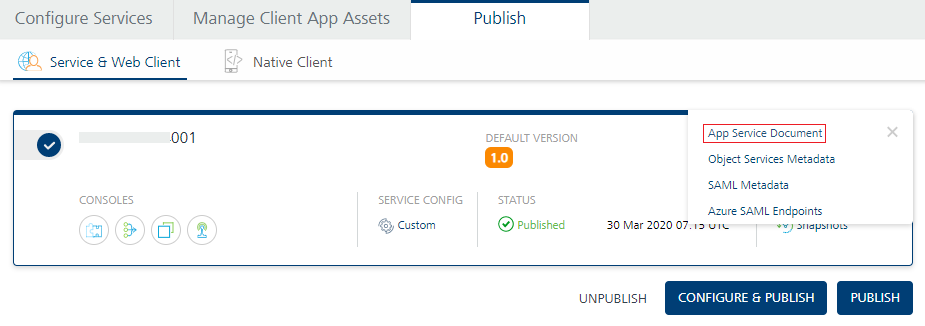 Configure Services Manage Client App Assets Publish
Service & Web Client Native Client
001
DEFAULT VERSION
1.0
App Service Document
Object Services Metadata
SAML Metadata
Azure SAML Endpoints
CONSOLES SERVICE CONFIG STATUS
Custom Published 30 Mar 2020 07:15 UTC Snapshots
UNPUBLISH CONFIGURE & PUBLISH PUBLISH